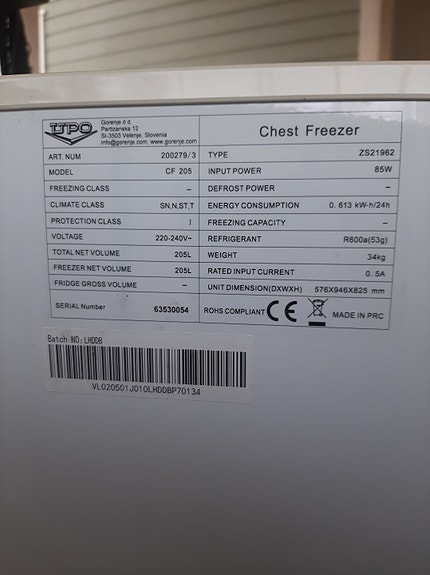 UPO
Gorenje d.d.
Partizanska 12
SI-3503 Velenje, Slovenia
info@gorenje.com, www.gorenje.com
Chest Freezer
ART. NUM 200279/3 TYPE ZS21962
MODEL CF 205 INPUT POWER 85W
FREEZING CLASS – DEFROST POWER –
CLIMATE CLASS SN,N,ST,T ENERGY CONSUMPTION 0. 613 kW·h/24h
PROTECTION CLASS I FREEZING CAPACITY –
VOLTAGE 220-240V~ REFRIGERANT R600a(53g)
TOTAL NET VOLUME 205L WEIGHT 34kg
FREEZER NET VOLUME 205L RATED INPUT CURRENT 0. 5A
FRIDGE GROSS VOLUME – UNIT DIMENSION(DXWXH) 576X946X825 mm
SERIAL Number 63530054 ROHS COMPLIANT CE MADE IN PRC
Batch NO:LHDDB
VL020501J010LHDDBP70134